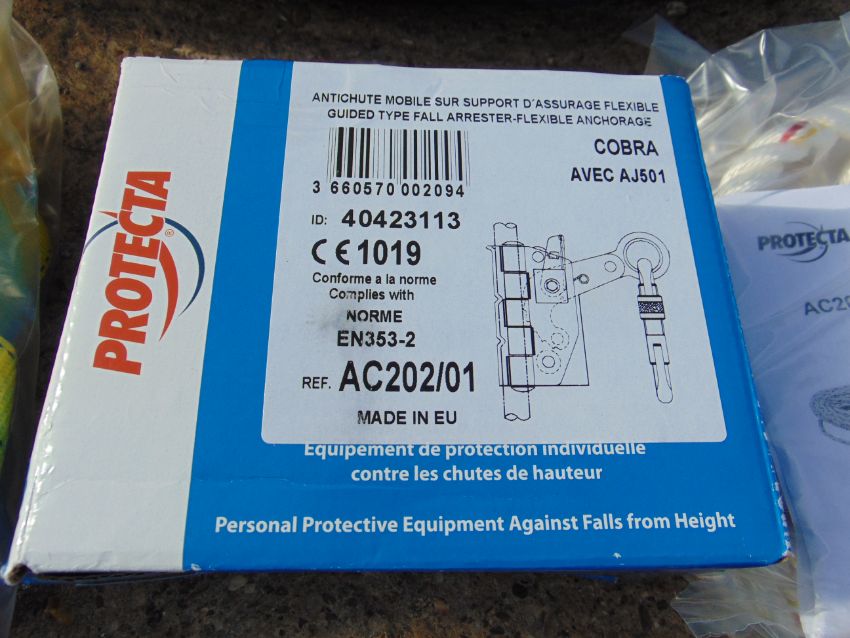 PROTECTA
®
ANTICHUTE MOBILE SUR SUPPORT D'ASSURAGE FLEXIBLE
GUIDED TYPE FALL ARRESTER-FLEXIBLE ANCHORAGE
COBRA
AVEC AJ501
3 660570 002094
ID: 40423113
CE 1019
Conforme a la norme
Complies with
NORME
EN353-2
REF. AC202/01
MADE IN EU
Equipement de protection individuelle
contre les chutes de hauteur
Personal Protective Equipment Against Falls from Height
PROTECTA